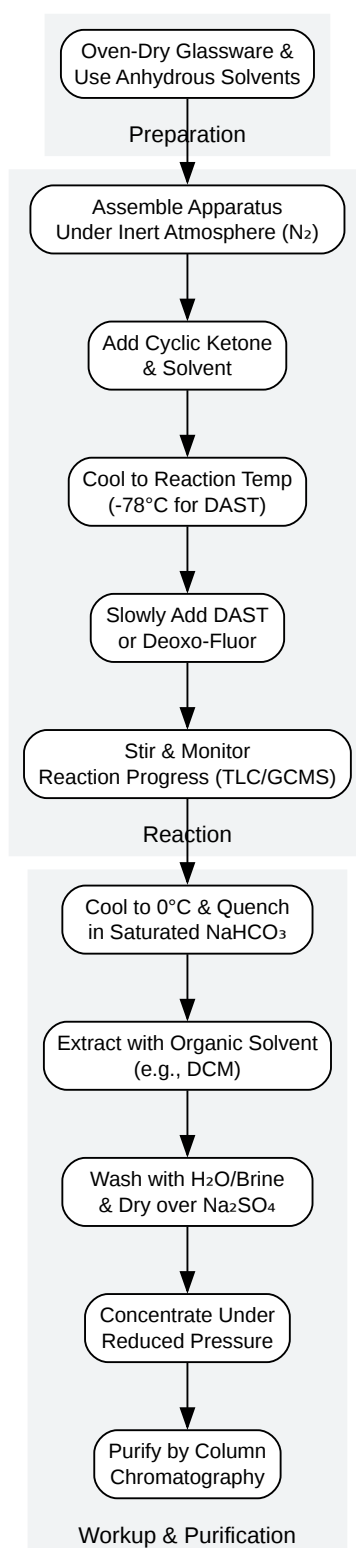 Oven-Dry Glassware &
Use Anhydrous Solvents
Preparation
Assemble Apparatus
Under Inert Atmosphere (N₂)
Add Cyclic Ketone
& Solvent
Cool to Reaction Temp
(-78°C for DAST)
Slowly Add DAST
or Deoxo-Fluor
Stir & Monitor
Reaction Progress (TLC/GCMS)
Reaction
Cool to 0°C & Quench
in Saturated NaHCO₃
Extract with Organic Solvent
(e.g., DCM)
Wash with H₂O/Brine
& Dry over Na₂SO₄
Concentrate Under
Reduced Pressure
Purify by Column
Chromatography
Workup & Purification